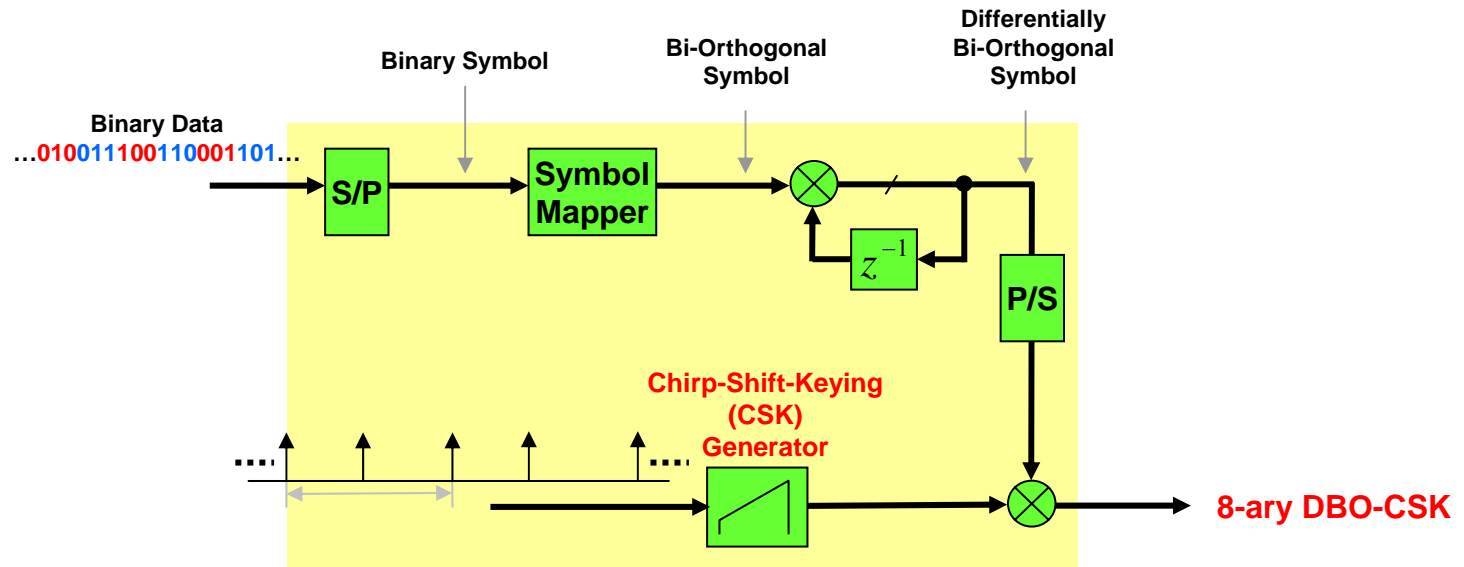 Differentially
Bi-Orthogonal
Symbol
Bi-Orthogonal
Symbol
Binary Symbol
Binary Data
…010011100110001101…
S/P
Symbol
Mapper
z⁻¹
P/S
Chirp-Shift-Keying
(CSK)
Generator
8-ary DBO-CSK